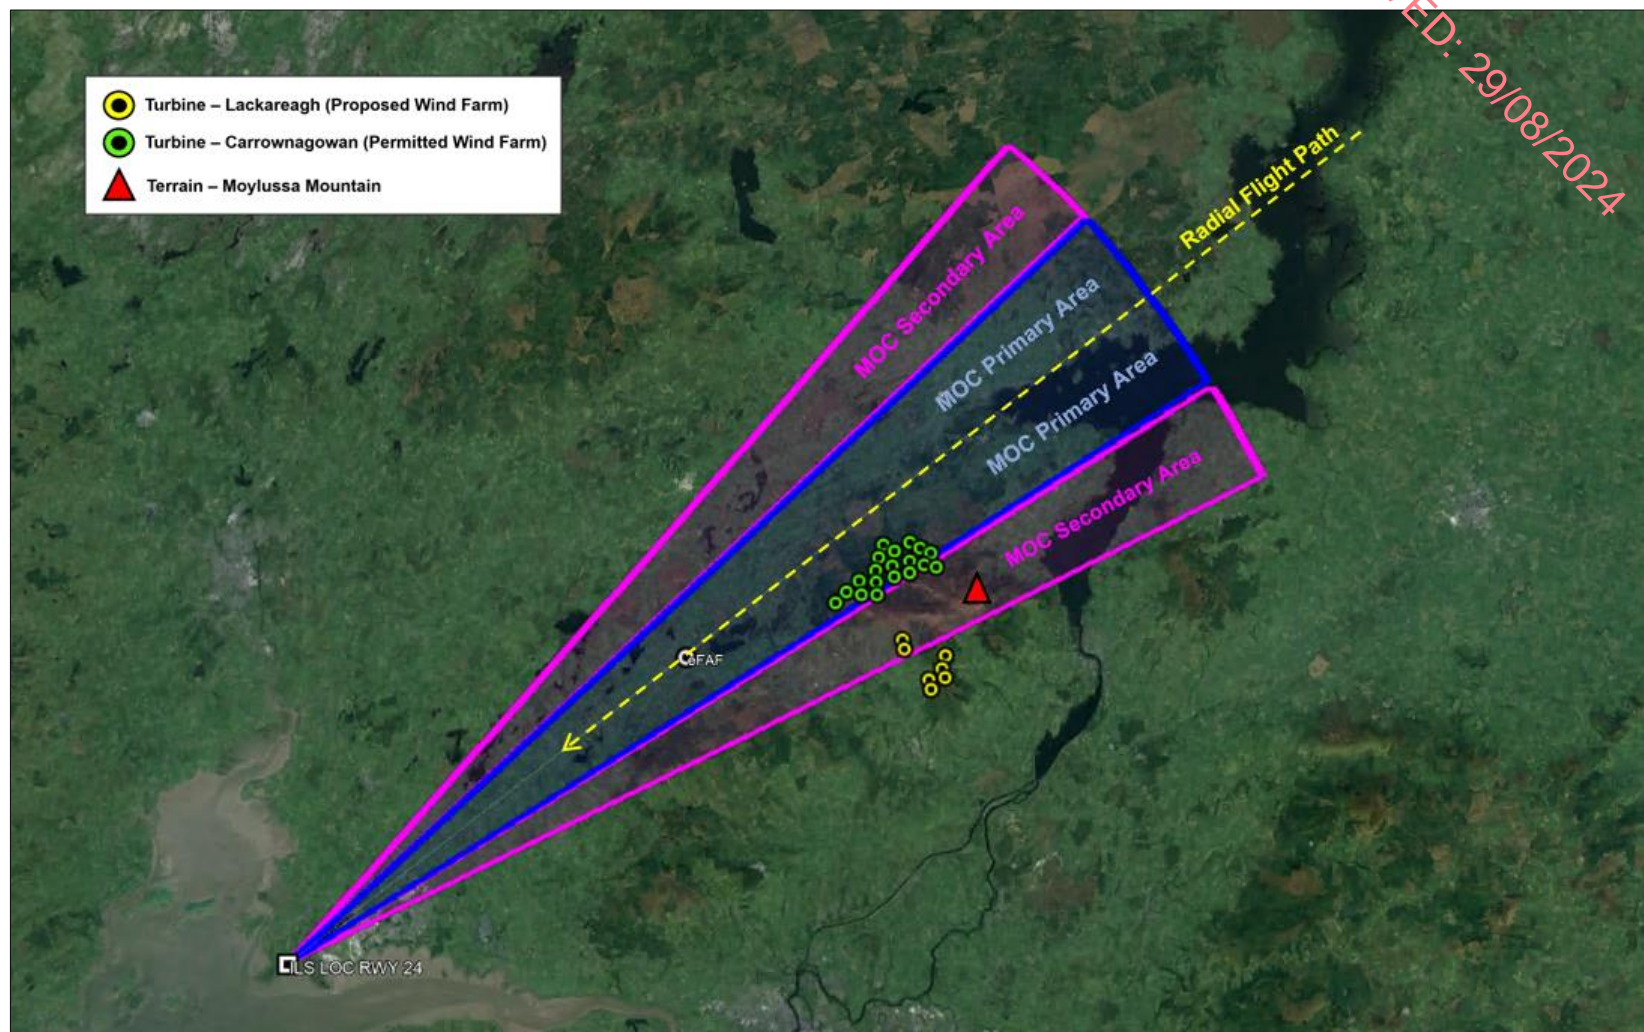 TED: 29/08/2024
Turbine – Lackareagh (Proposed Wind Farm)
Turbine – Carrownagowan (Permitted Wind Farm)
Terrain – Moylussa Mountain
Radial Flight Path
MOC Secondary Area
MOC Primary Area
MOC Primary Area
MOC Secondary Area
FAF
ILS LOC RWY 24